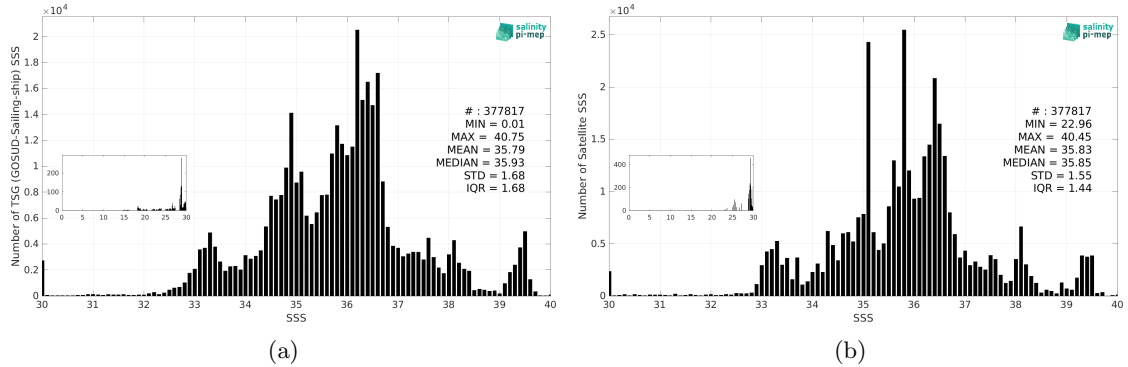 ×10⁴
salinity
pi-mep
# : 377817
MIN = 0.01
MAX = 40.75
MEAN = 35.79
MEDIAN = 35.93
STD = 1.68
IQR = 1.68
Number of TSG (GOSUD-Sailing-ship) SSS
2
1.8
1.6
1.4
1.2
1
0.8
0.6
0.4
0.2
0
200
100
0
0 5 10 15 20 25 30
30 31 32 33 34 35 36 37 38 39 40
SSS
(a)
×10⁴
salinity
pi-mep
# : 377817
MIN = 22.96
MAX = 40.45
MEAN = 35.83
MEDIAN = 35.85
STD = 1.55
IQR = 1.44
Number of Satellite SSS
2.5
2
1.5
1
0.5
0
400
200
0
0 5 10 15 20 25 30
30 31 32 33 34 35 36 37 38 39 40
SSS
(b)